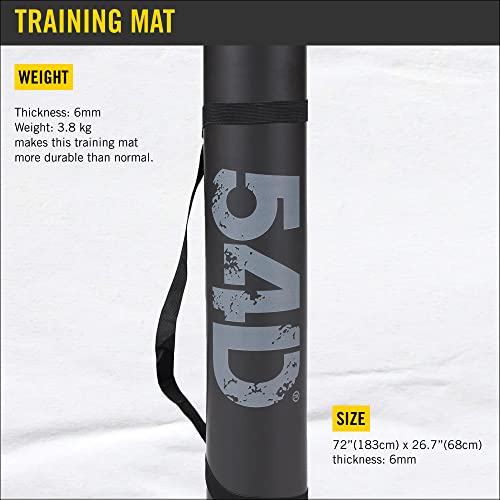 TRAINING MAT
WEIGHT
Thickness: 6mm
Weight: 3.8 kg
makes this training mat
more durable than normal.
54D
®
SIZE
72”(183cm) x 26.7”(68cm)
thickness: 6mm